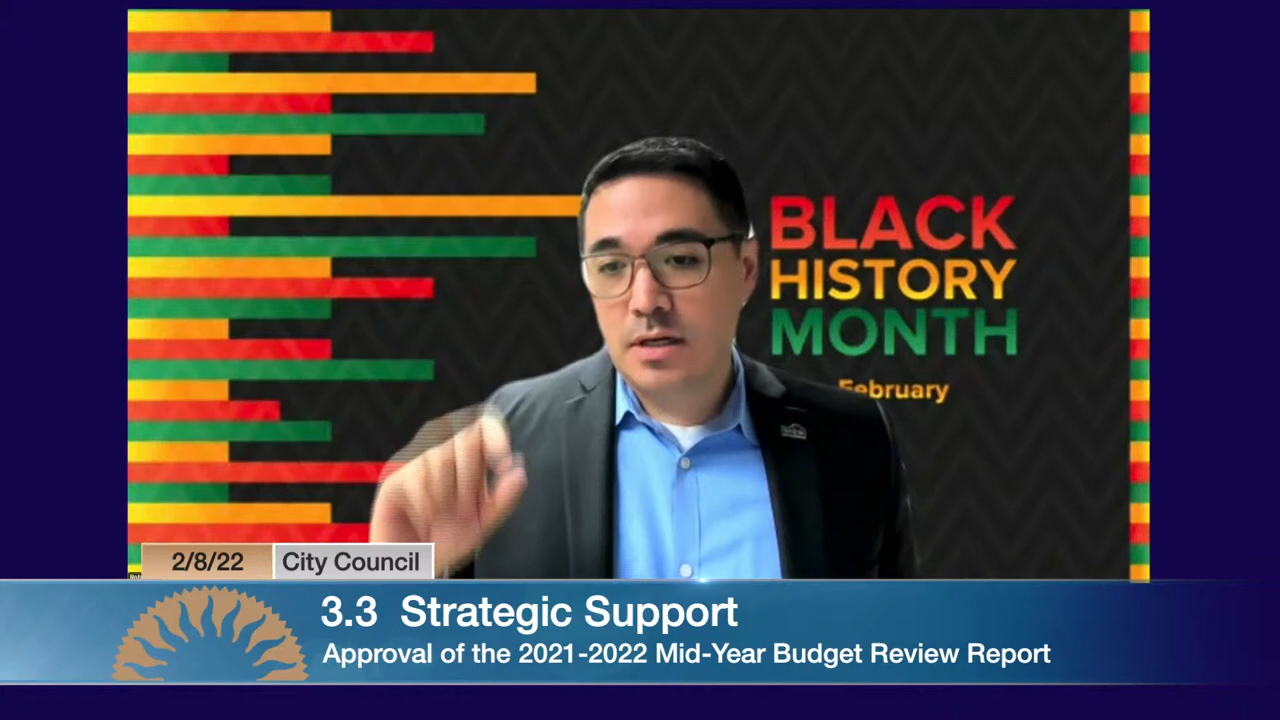 BLACK
HISTORY
MONTH
February
2/8/22 City Council
3.3 Strategic Support
Approval of the 2021-2022 Mid-Year Budget Review Report